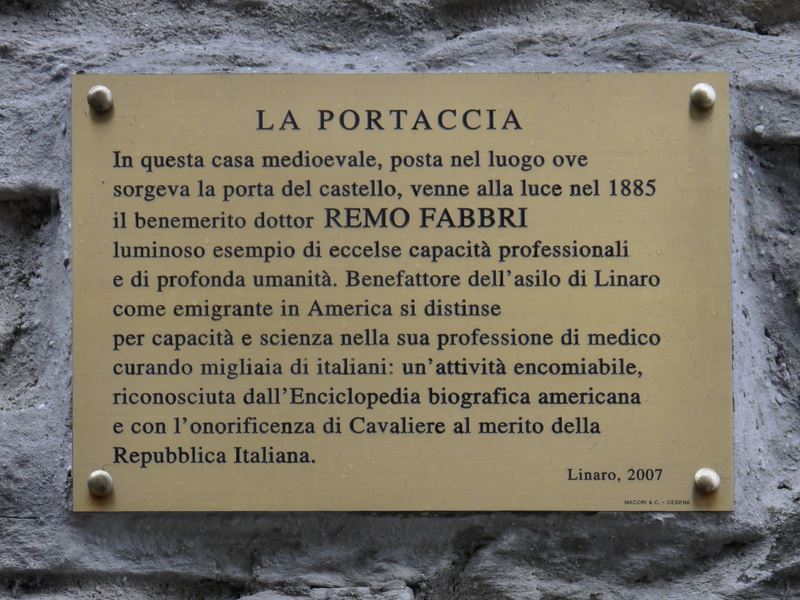 LA PORTACCIA
In questa casa medioevale, posta nel luogo ove
sorgeva la porta del castello, venne alla luce nel 1885
il benemerito dottor REMO FABBRI
luminoso esempio di eccelse capacità professionali
e di profonda umanità. Benefattore dell'asilo di Linaro
come emigrante in America si distinse
per capacità e scienza nella sua professione di medico
curando migliaia di italiani: un'attività encomiabile,
riconosciuta dall'Enciclopedia biografica americana
e con l'onorificenza di Cavaliere al merito della
Repubblica Italiana.
Linaro, 2007
MACORI & C. - CESENA